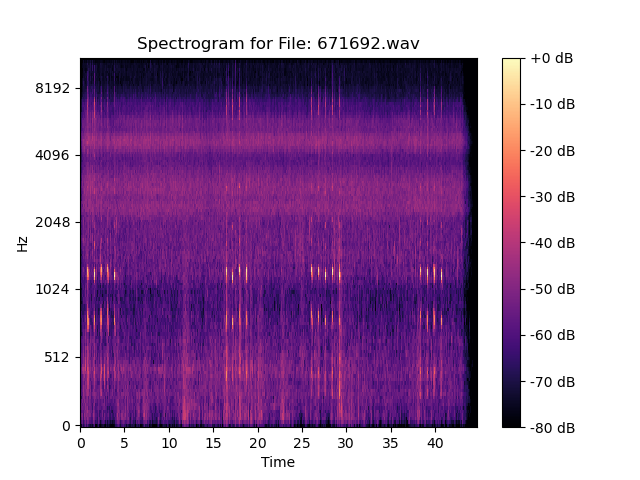 Spectrogram for File: 671692.wav
8192
4096
2048
1024
512
0
Hz
0 5 10 15 20 25 30 35 40
Time
+0 dB
-10 dB
-20 dB
-30 dB
-40 dB
-50 dB
-60 dB
-70 dB
-80 dB